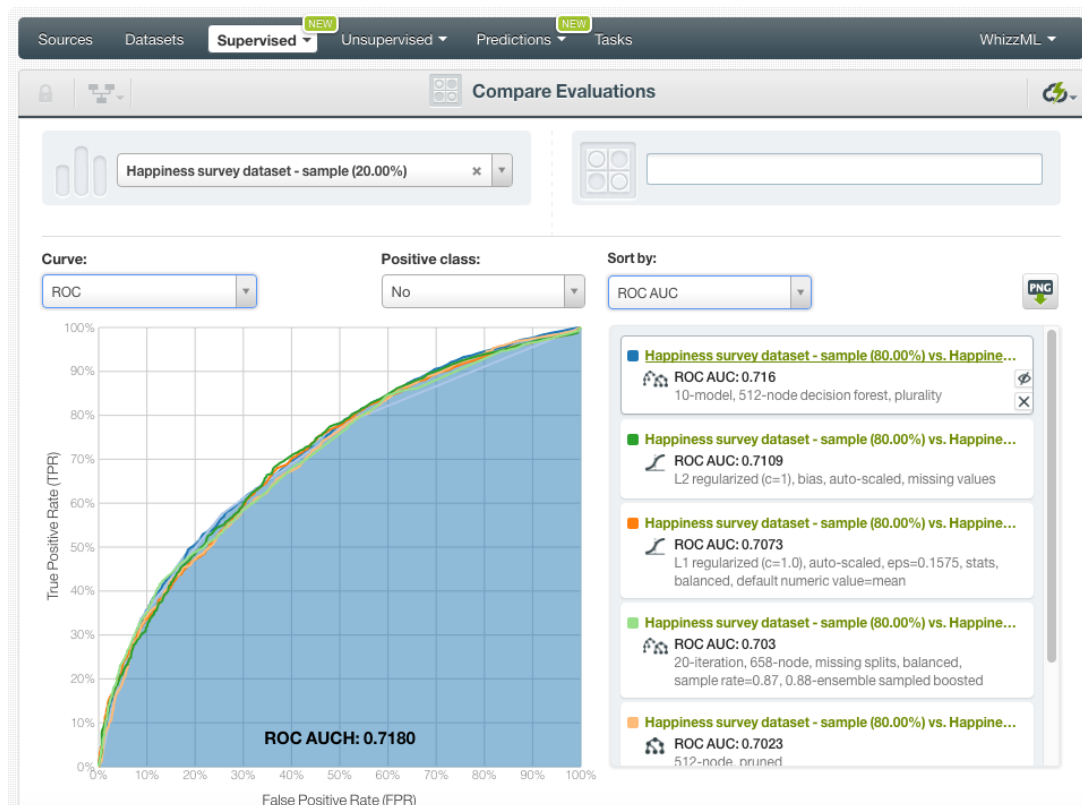 NEW NEW
Sources Datasets Supervised Unsupervised Predictions Tasks WhizzML
Compare Evaluations
Happiness survey dataset - sample (20.00%)
Curve: Positive class: Sort by:
ROC No ROC AUC
PNG
100%
90%
80%
70%
60%
50%
40%
30%
20%
10%
0%
True Positive Rate (TPR)
ROC AUCH: 0.7180
0% 10% 20% 30% 40% 50% 60% 70% 80% 90% 100%
False Positive Rate (FPR)
Happiness survey dataset - sample (80.00%) vs. Happine...
ROC AUC: 0.716
10-model, 512-node decision forest, plurality
Happiness survey dataset - sample (80.00%) vs. Happine...
ROC AUC: 0.7109
L2 regularized (c=1), bias, auto-scaled, missing values
Happiness survey dataset - sample (80.00%) vs. Happine...
ROC AUC: 0.7073
L1 regularized (c=1.0), auto-scaled, eps=0.1575, stats,
balanced, default numeric value=mean
Happiness survey dataset - sample (80.00%) vs. Happine...
ROC AUC: 0.703
20-iteration, 658-node, missing splits, balanced,
sample rate=0.87, 0.88-ensemble sampled boosted
Happiness survey dataset - sample (80.00%) vs. Happine...
ROC AUC: 0.7023
512-node, pruned